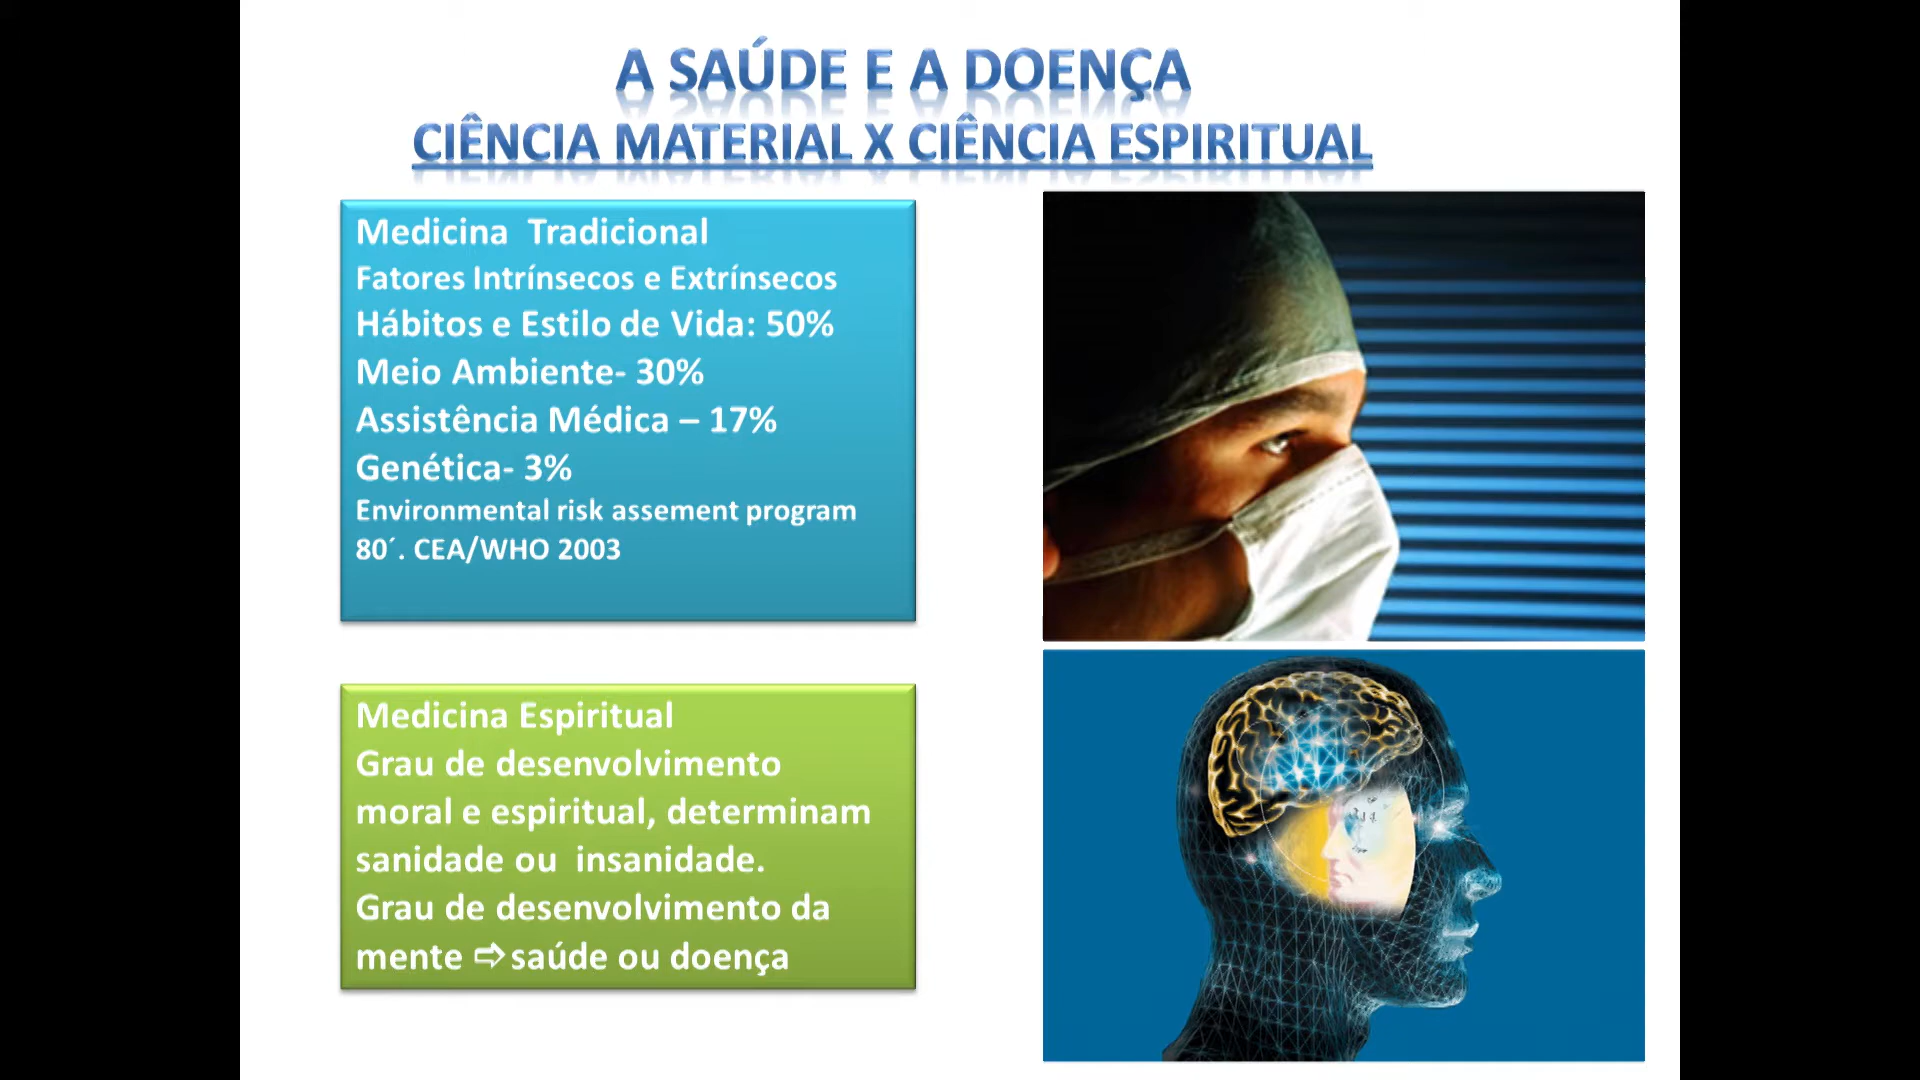 A SAÚDE E A DOENÇA
CIÊNCIA MATERIAL X CIÊNCIA ESPIRITUAL
Medicina Tradicional
Fatores Intrínsecos e Extrínsecos
Hábitos e Estilo de Vida: 50%
Meio Ambiente- 30%
Assistência Médica – 17%
Genética- 3%
Environmental risk assement program
80´. CEA/WHO 2003
Medicina Espiritual
Grau de desenvolvimento
moral e espiritual, determinam
sanidade ou insanidade.
Grau de desenvolvimento da
mente ⇨ saúde ou doença